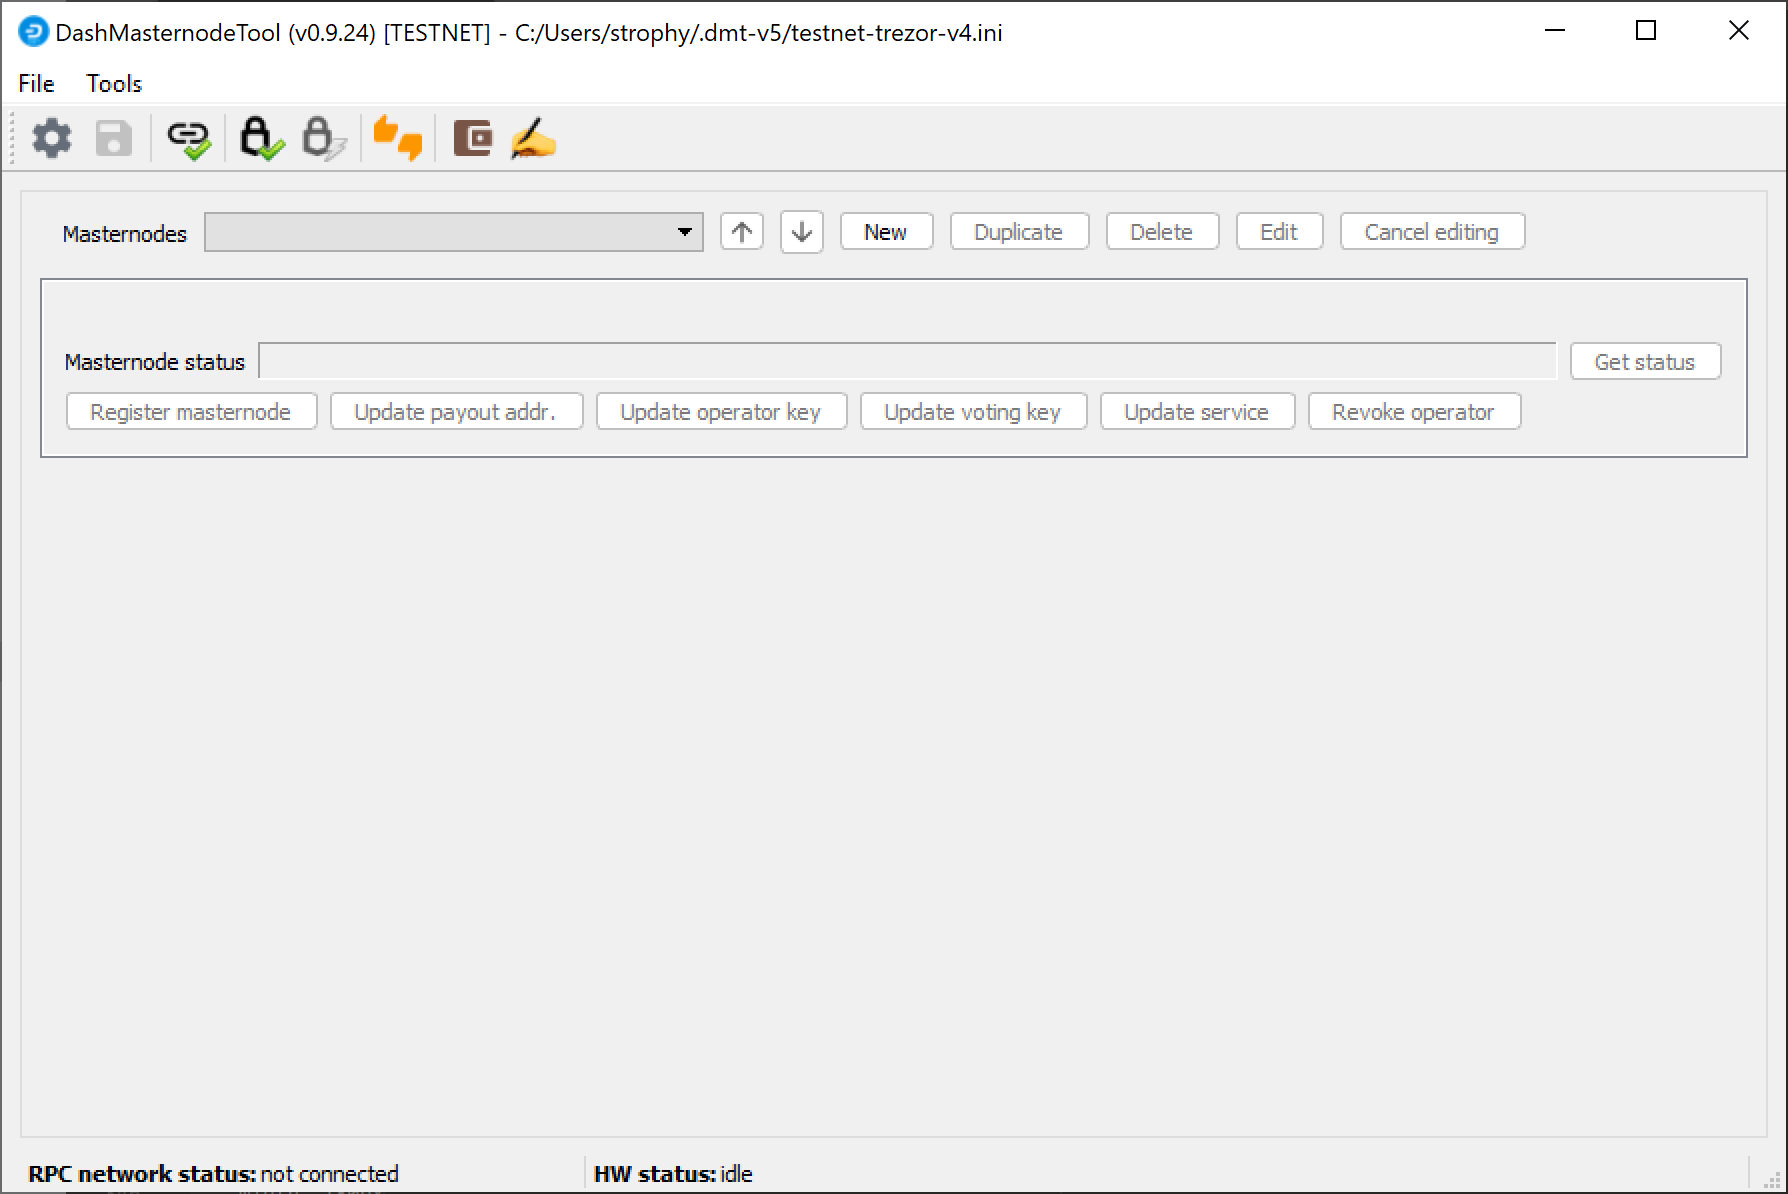 DashMasternodeTool (v0.9.24) [TESTNET] - C:/Users/strophy/.dmt-v5/testnet-trezor-v4.ini
File Tools
Masternodes New Duplicate Delete Edit Cancel editing
Masternode status Get status
Register masternode Update payout addr. Update operator key Update voting key Update service Revoke operator
RPC network status: not connected HW status: idle